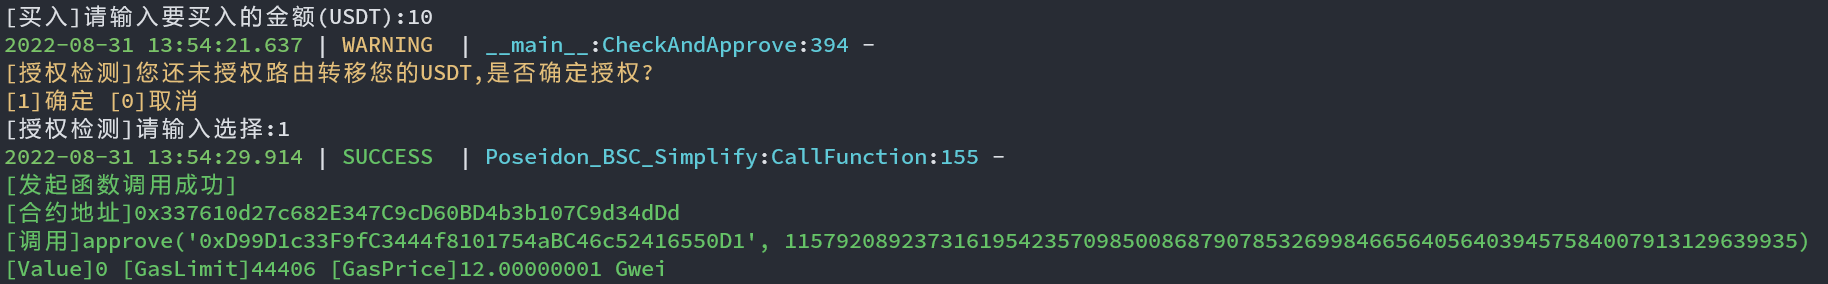 [买入]请输入要买入的金额(USDT):10
2022-08-31 13:54:21.637 | WARNING  | __main__:CheckAndApprove:394 -
[授权检测]您还未授权路由转移您的USDT,是否确定授权?
[1]确定 [0]取消
[授权检测]请输入选择:1
2022-08-31 13:54:29.914 | SUCCESS  | Poseidon_BSC_Simplify:CallFunction:155 -
[发起函数调用成功]
[合约地址]0x337610d27c682E347C9cD60BD4b3b107C9d34dDd
[调用]approve('0xD99D1c33F9fC3444f8101754aBC46c52416550D1', 115792089237316195423570985008687907853269984665640564039457584007913129639935)
[Value]0 [GasLimit]44406 [GasPrice]12.00000001 Gwei